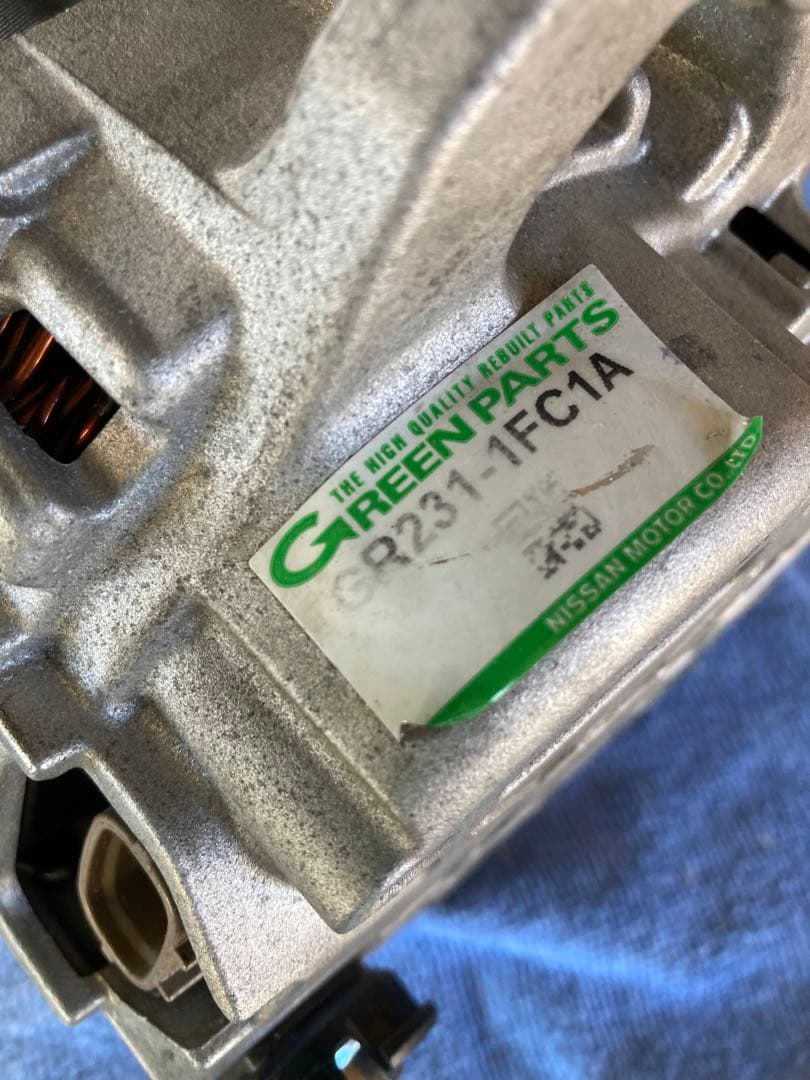 THE HIGH QUALITY REBUILT PARTS
GREEN PARTS
GR231-1FC1A
NISSAN MOTOR CO.,LTD.